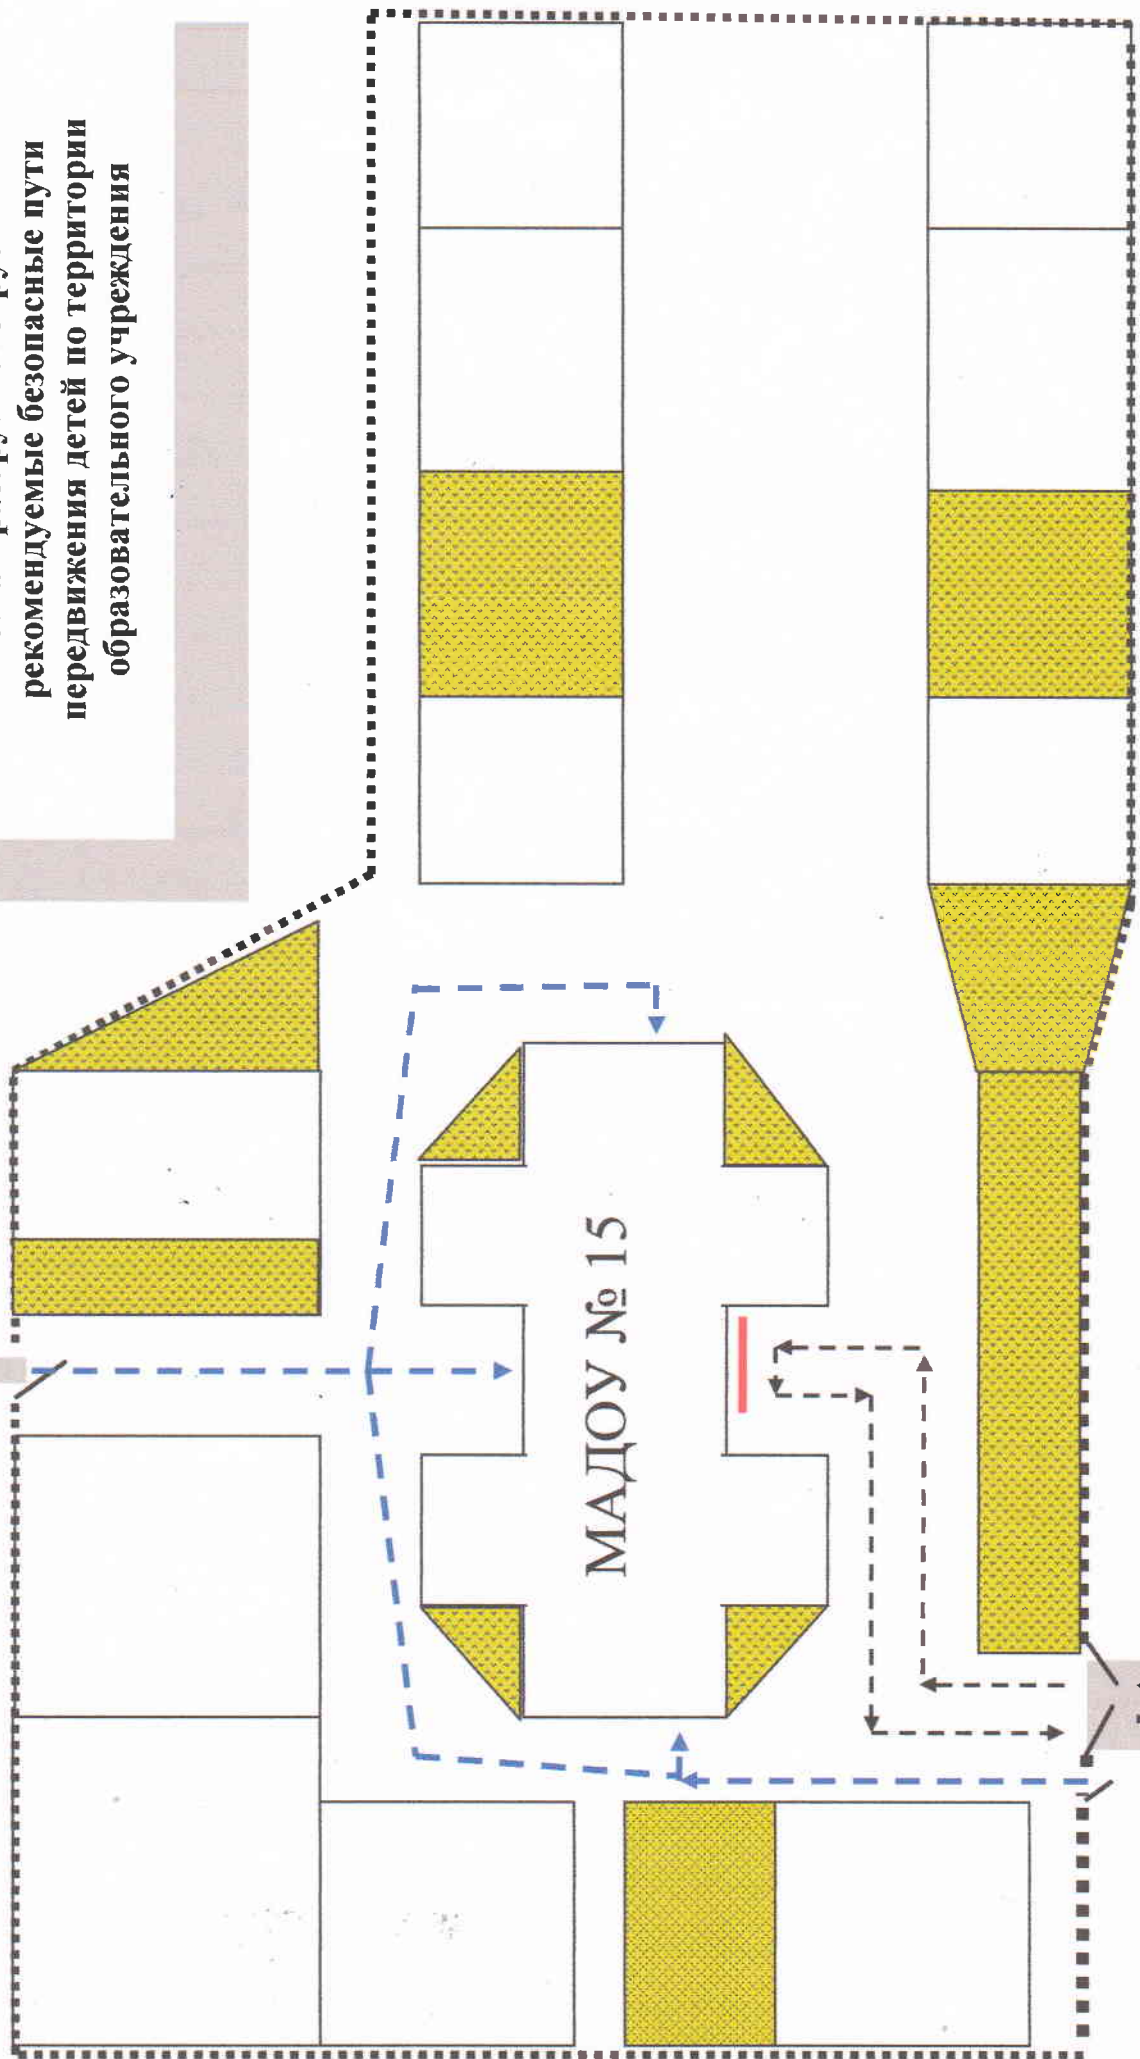 рекомендуемые безопасные пути
передвижения детей по территории
образовательного учреждения
МАДОУ № 15